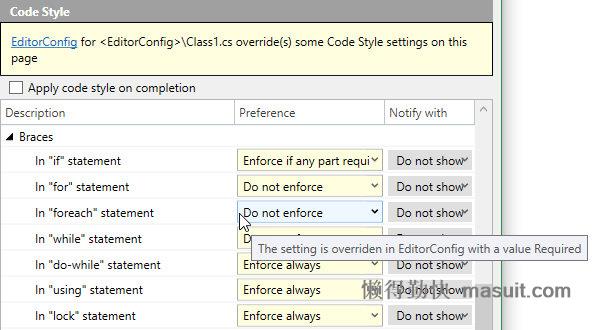 Code Style
EditorConfig for <EditorConfig>\Class1.cs override(s) some Code Style settings on this
page
Apply code style on completion
Description Preference Notify with
Braces
In "if" statement Enforce if any part requi Do not show
In "for" statement Do not enforce Do not show
In "foreach" statement Do not enforce Do not show
In "while" statement
The setting is overriden in EditorConfig with a value Required
In "do-while" statement Enforce always Do not show
In "using" statement Enforce always Do not show
In "lock" statement Enforce always Do not show
懒得勤快 masuit.com